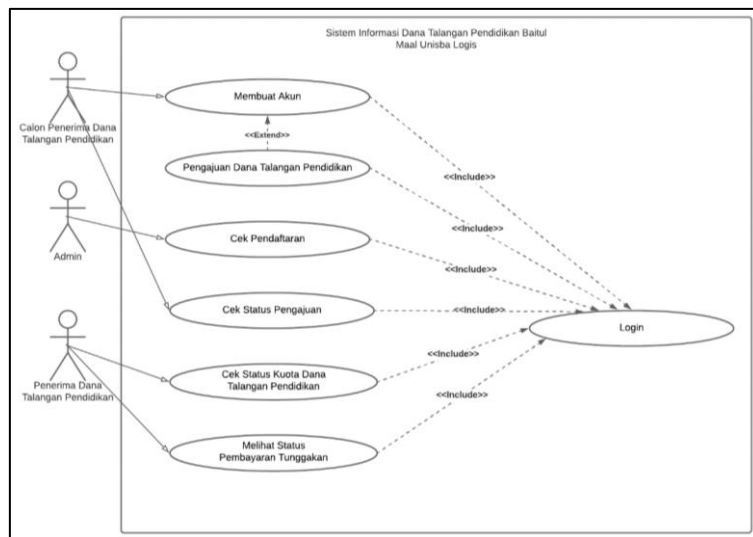 Sistem Informasi Dana Talangan Pendidikan Baitul
Maal Unisba Logis
Calon Penerima Dana
Talangan Pendidikan
Membuat Akun
<<Extend>>
Pengajuan Dana Talangan Pendidikan
<<Include>>
<<Include>>
Admin
Cek Pendaftaran
<<Include>>
Cek Status Pengajuan
<<Include>>
Login
Penerima Dana
Talangan Pendidikan
Cek Status Kuota Dana
Talangan Pendidikan
<<Include>>
Melihat Status
Pembayaran Tunggakan
<<Include>>